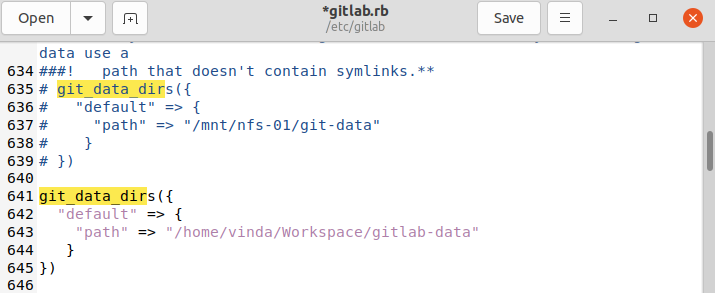 Open
*gitlab.rb
/etc/gitlab
Save
data use a
634 ###!   path that doesn't contain symlinks.**
635 # git_data_dirs({
636 #   "default" => {
637 #     "path" => "/mnt/nfs-01/git-data"
638 #    }
639 # })
640
641 git_data_dirs({
642   "default" => {
643     "path" => "/home/vinda/Workspace/gitlab-data"
644    }
645 })
646